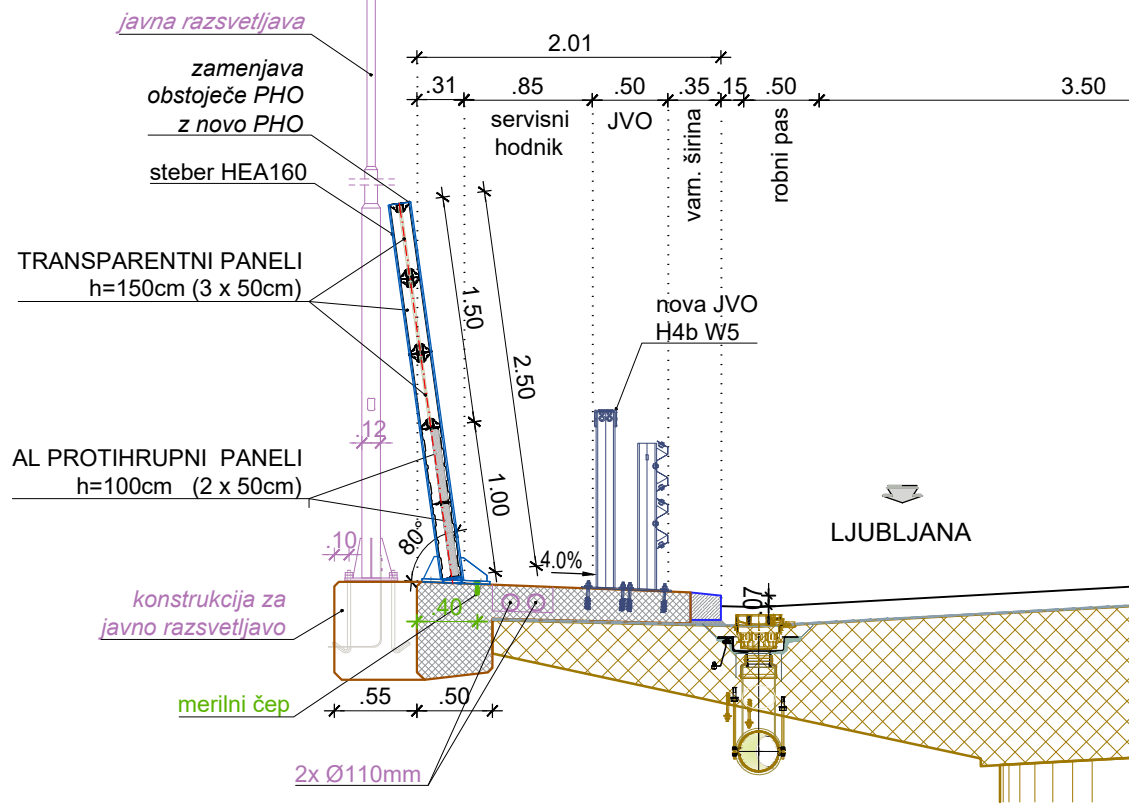 javna razsvetljava
zamenjava
obstoječe PHO
z novo PHO
steber HEA160
TRANSPARENTNI PANELI
h=150cm (3 x 50cm)
AL PROTIHRUPNI PANELI
h=100cm (2 x 50cm)
konstrukcija za
javno razsvetljavo
merilni čep
2x Ø110mm
2.01
.31
.85
.50
.35
.15
.50
3.50
servisni
hodnik
JVO
varn. širina
robni pas
1.50
2.50
1.00
80°
nova JVO
H4b W5
LJUBLJANA
4.0%
.12
.10
.40
.07
.55
.50